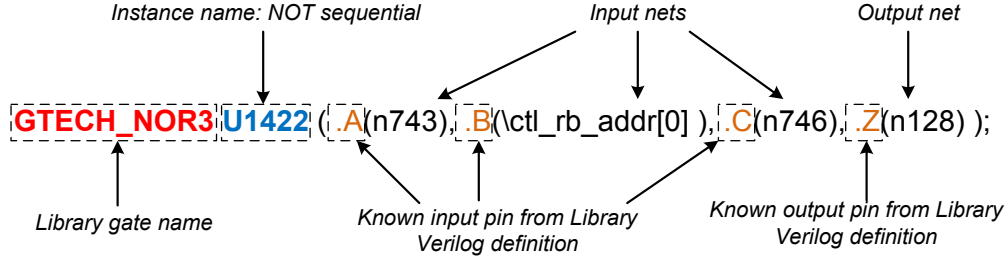 Instance name: NOT sequential
Input nets
Output net
GTECH_NOR3 U1422 ( .A(n743), .B(\ctl_rb_addr[0] ), .C(n746), .Z(n128) );
Library gate name
Known input pin from Library
Verilog definition
Known output pin from Library
Verilog definition